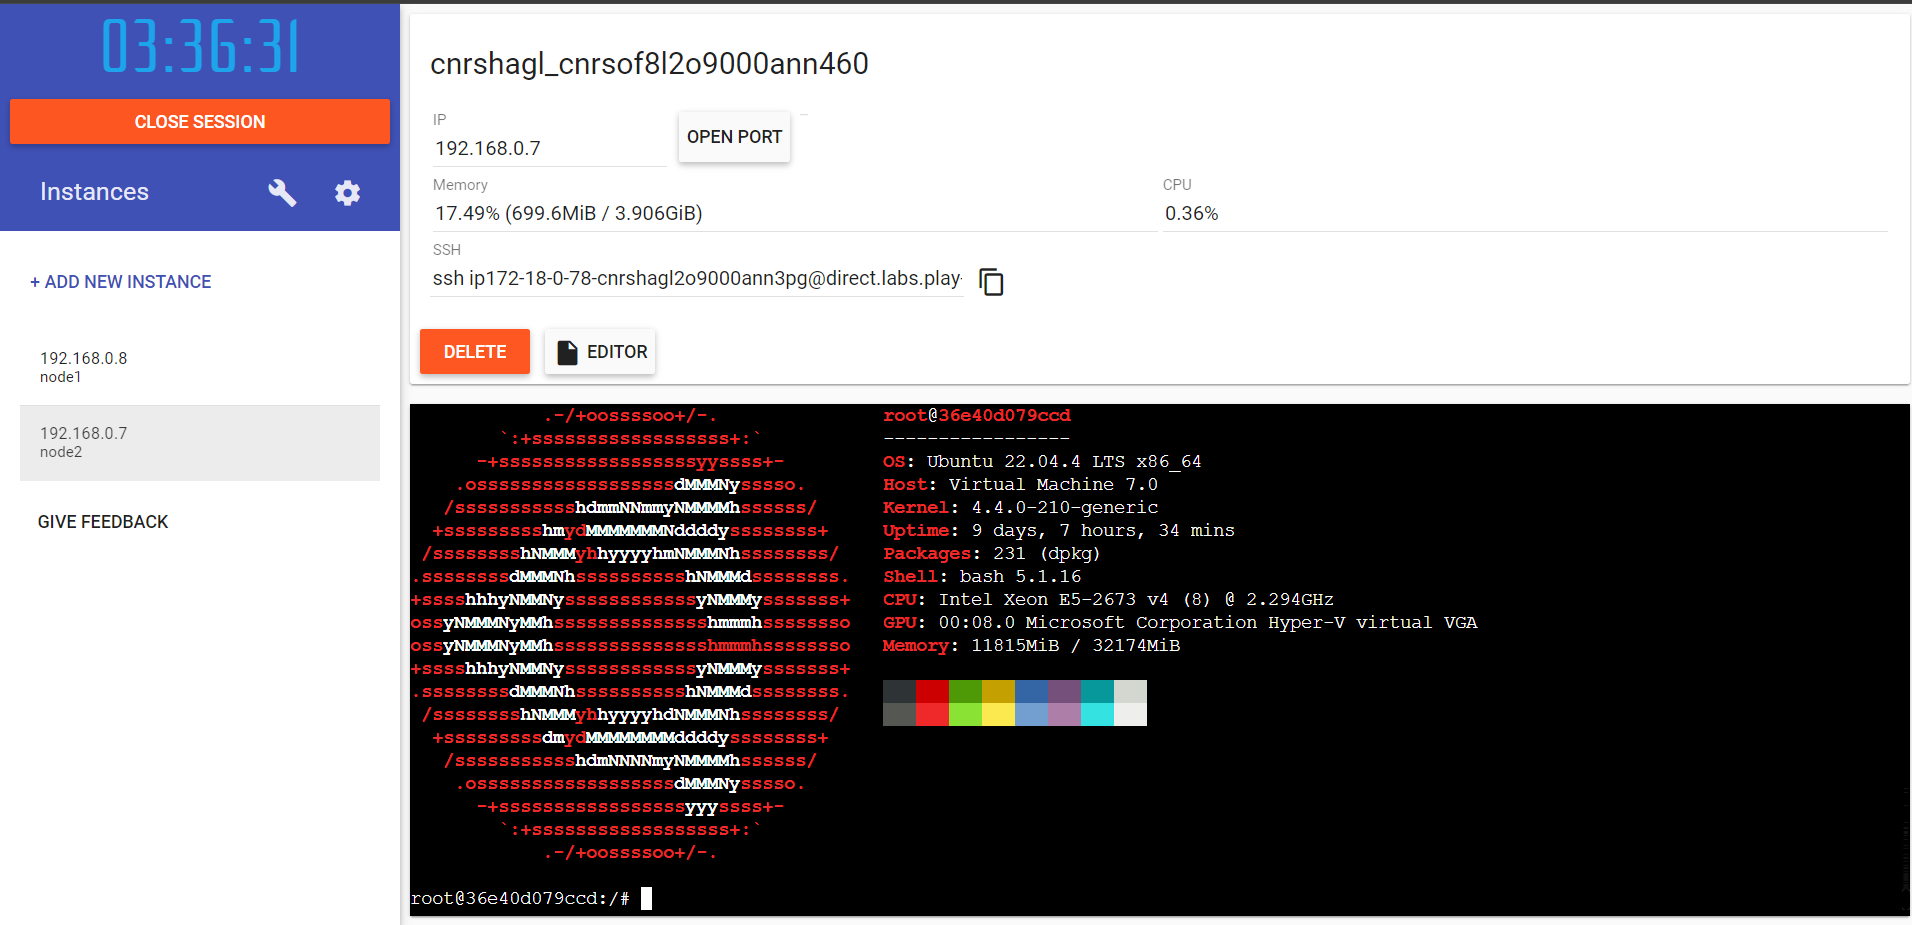 03:36:31
CLOSE SESSION
Instances
+ ADD NEW INSTANCE
192.168.0.8
node1
192.168.0.7
node2
GIVE FEEDBACK
cnrshagl_cnrsof8l2o9000ann460
IP
192.168.0.7
OPEN PORT
Memory
17.49% (699.6MiB / 3.906GiB)
CPU
0.36%
SSH
ssh ip172-18-0-78-cnrshagl2o9000ann3pg@direct.labs.play-
DELETE
EDITOR
.-/+oossssoo+/-.
`:+ssssssssssssssssss+:`
-+ssssssssssssssssssyyssss+-
.ossssssssssssssssssdMMMNysssso.
/ssssssssssshdmmNNmmyNMMMMhssssss/
+ssssssssshmydMMMMMMMNddddyssssssss+
/sssssssshNMMMyhhyyyyhmNMMMNhssssssss/
.ssssssssdMMMNhsssssssssshNMMMdssssssss.
+sssshhhyNMMNyssssssssssssyNMMMysssssss+
ossyNMMMNyMMhsssssssssssssshmmmhssssssso
ossyNMMMNyMMhsssssssssssssshmmmhssssssso
+sssshhhyNMMNyssssssssssssyNMMMysssssss+
.ssssssssdMMMNhsssssssssshNMMMdssssssss.
/sssssssshNMMMyhhyyyyhdNMMMNhssssssss/
+sssssssssdmydMMMMMMMMddddyssssssss+
/ssssssssssshdmNNNNmyNMMMMhssssss/
.ossssssssssssssssssdMMMNysssso.
-+sssssssssssssssssyyyssss+-
`:+ssssssssssssssssss+:`
.-/+oossssoo+/-.
root@36e40d079ccd
-----------------
OS: Ubuntu 22.04.4 LTS x86_64
Host: Virtual Machine 7.0
Kernel: 4.4.0-210-generic
Uptime: 9 days, 7 hours, 34 mins
Packages: 231 (dpkg)
Shell: bash 5.1.16
CPU: Intel Xeon E5-2673 v4 (8) @ 2.294GHz
GPU: 00:08.0 Microsoft Corporation Hyper-V virtual VGA
Memory: 11815MiB / 32174MiB
root@36e40d079ccd:/#